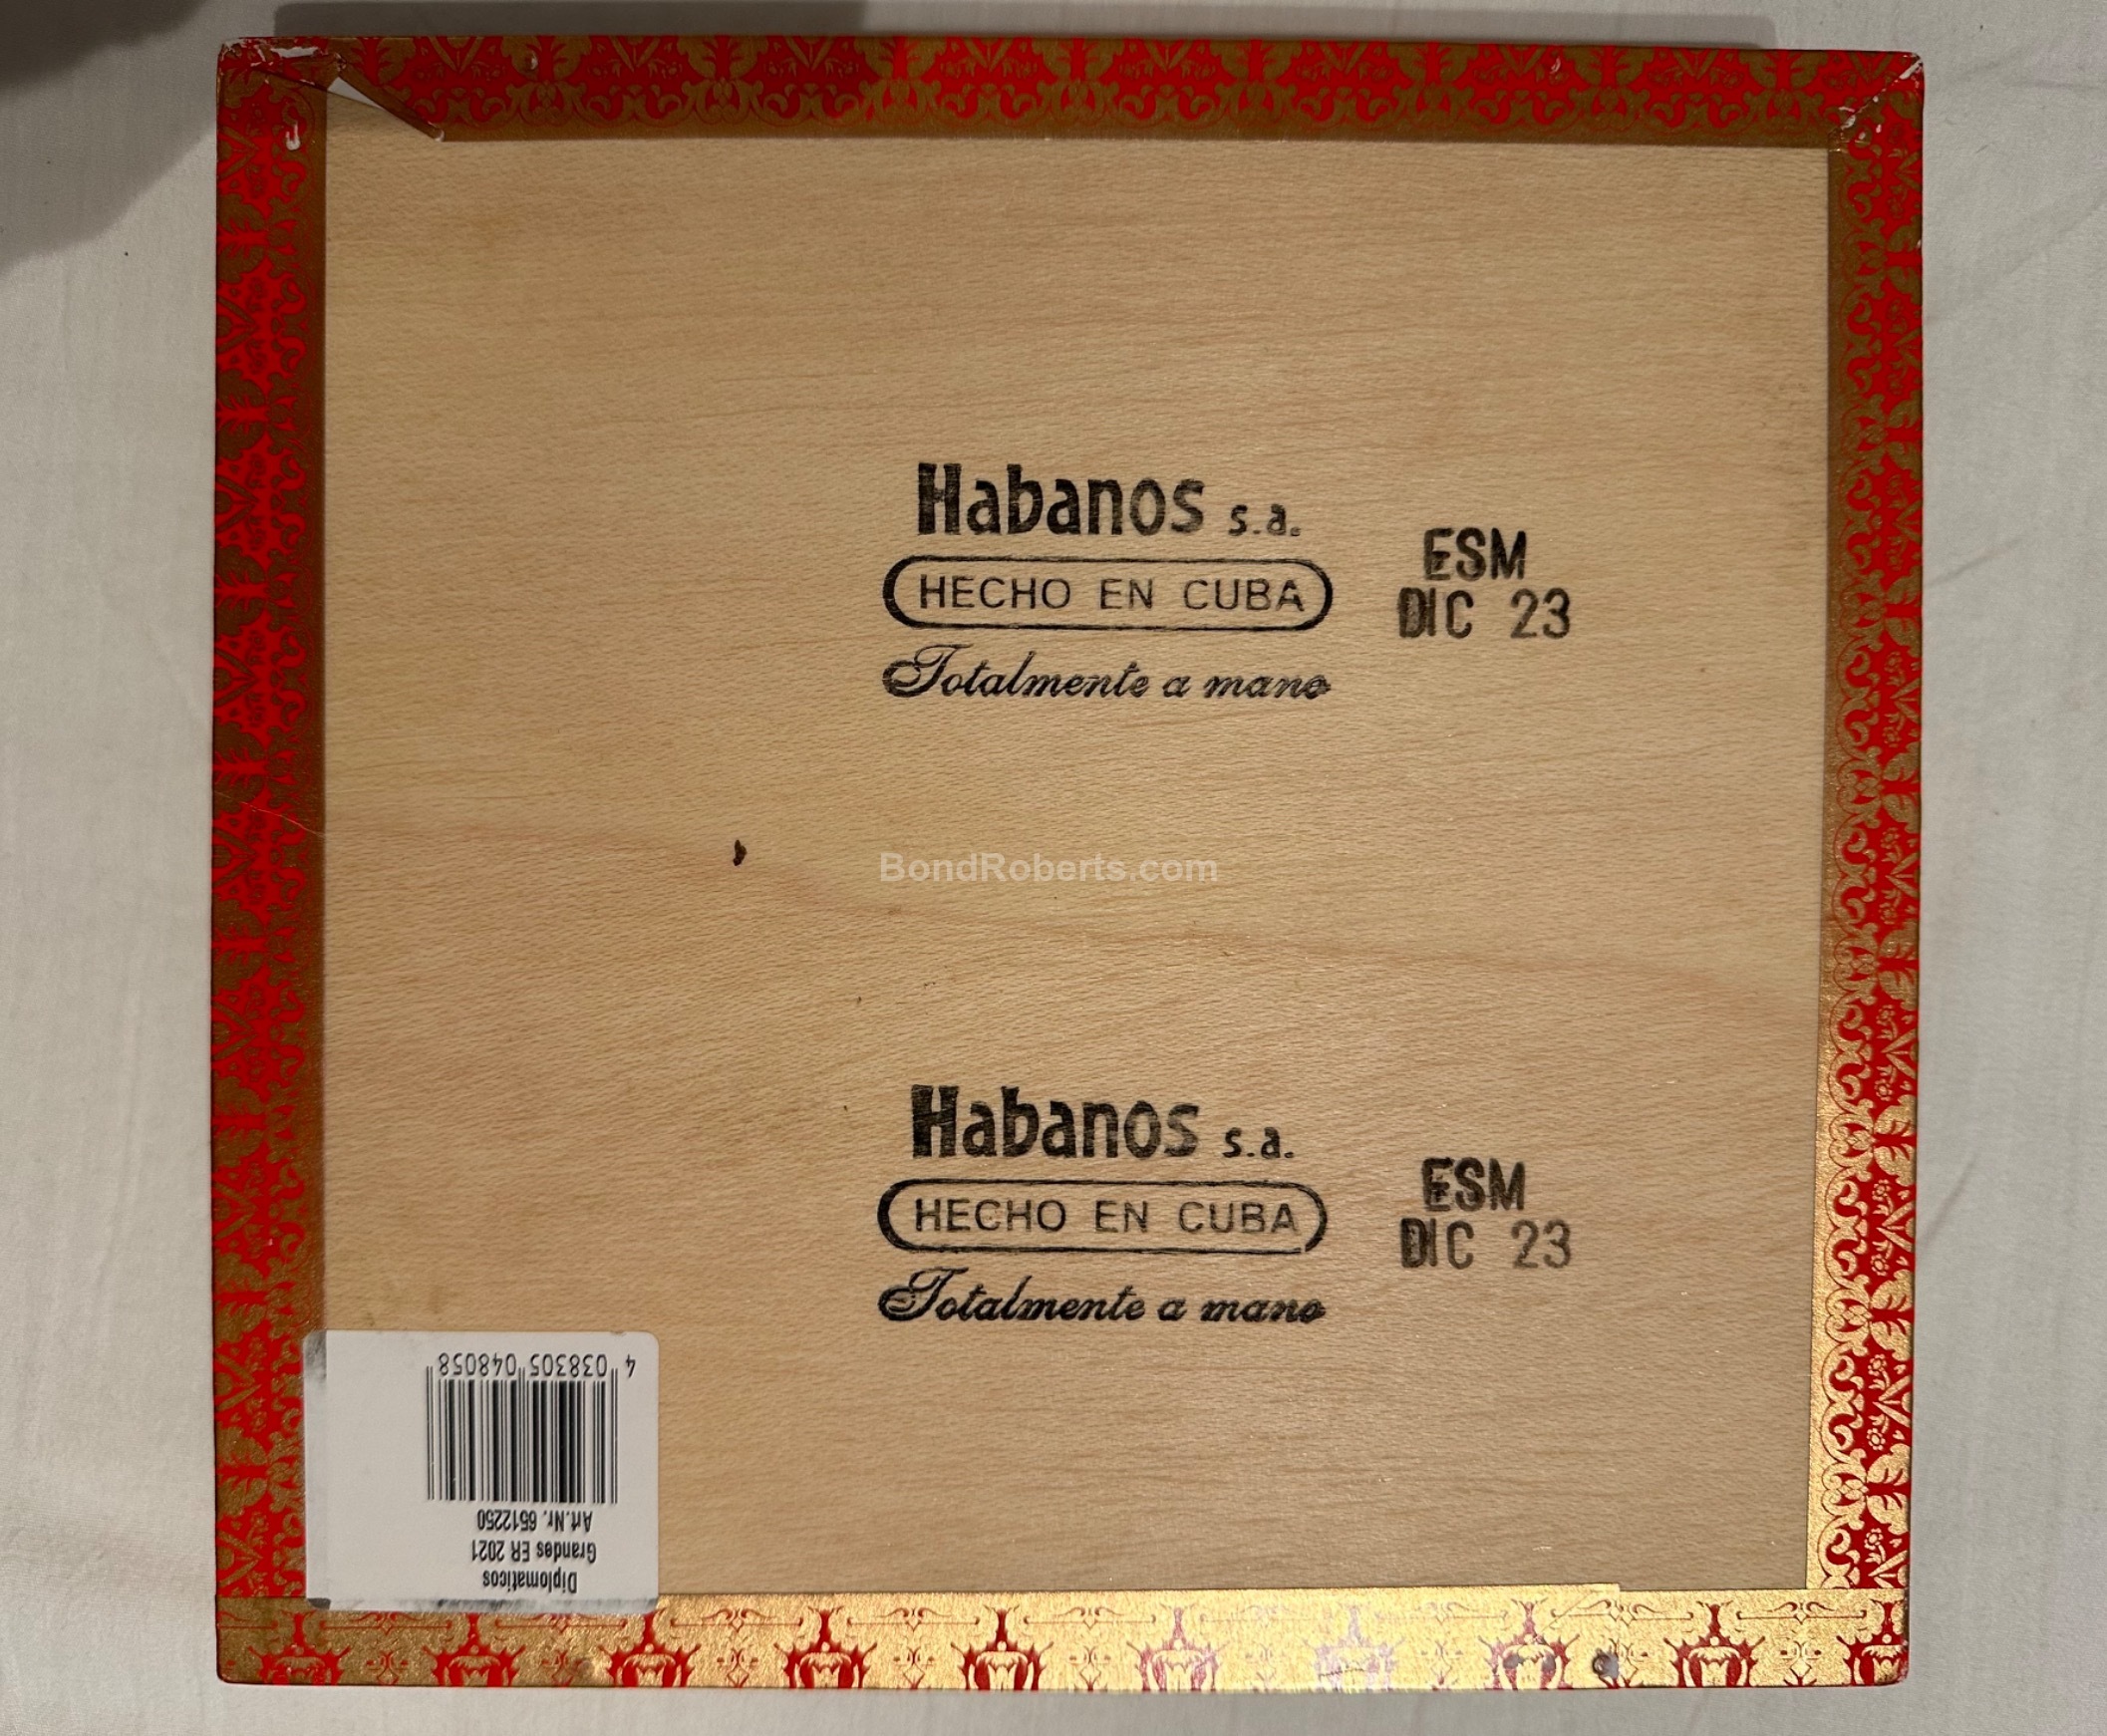 Habanos s.a.
HECHO EN CUBA
Totalmente a mano
ESM
DIC 23
BondRoberts.com
Habanos s.a.
HECHO EN CUBA
Totalmente a mano
ESM
DIC 23
Diplomaticos
Grandes ER 2021
Art.Nr. 6512250
4 038305 048058